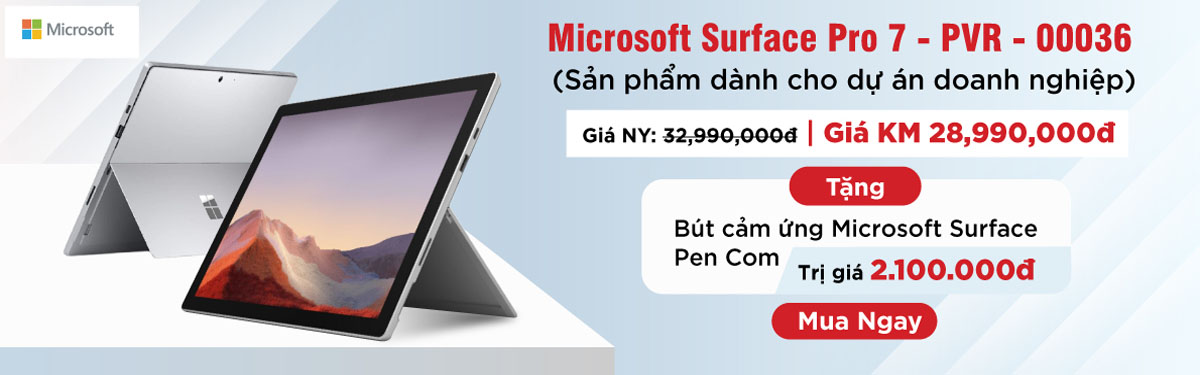 Microsoft
Microsoft Surface Pro 7 - PVR - 00036
(Sản phẩm dành cho dự án doanh nghiệp)
Giá NY: 32,990,000đ | Giá KM 28,990,000đ
Tặng
Bút cảm ứng Microsoft Surface
Pen Com Trị giá 2.100.000đ
Mua Ngay